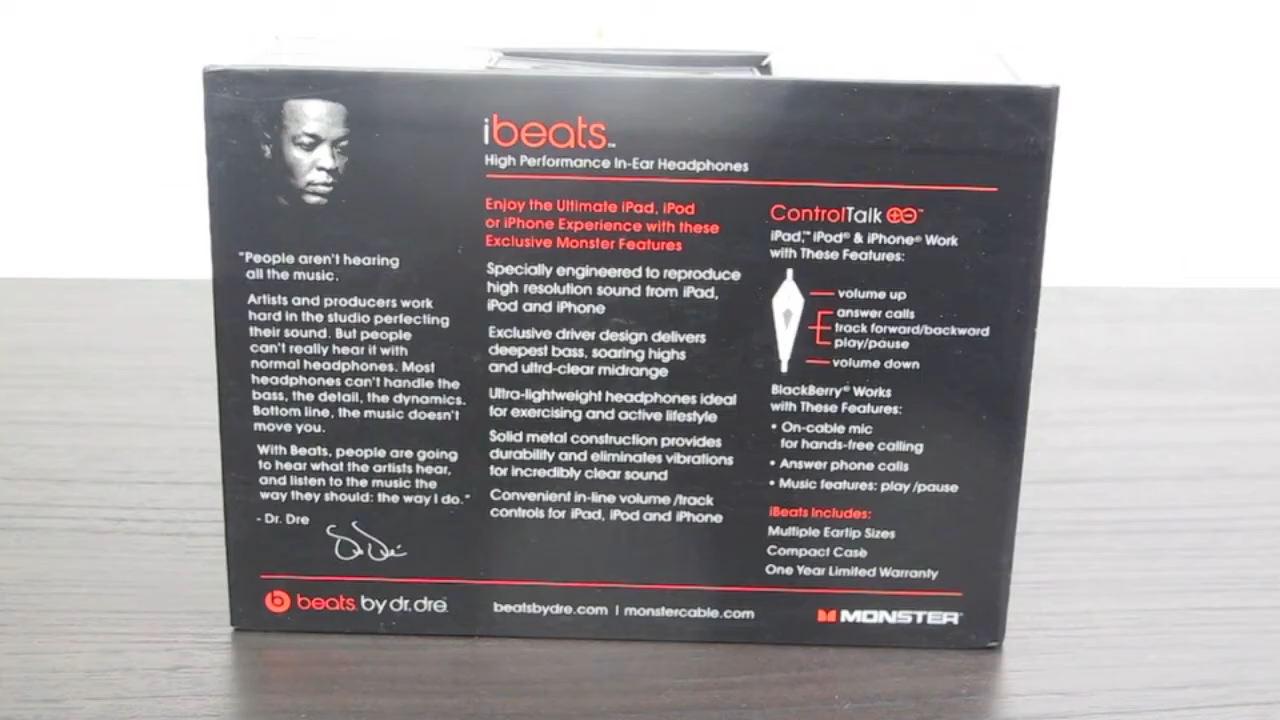 "People aren't hearing
all the music.
Artists and producers work
hard in the studio perfecting
their sound. But people
can't really hear it with
normal headphones. Most
headphones can't handle the
bass, the detail, the dynamics.
Bottom line, the music doesn't
move you.
With Beats, people are going
to hear what the artists hear,
and listen to the music the
way they should: the way I do."
- Dr. Dre
ibeats™
High Performance In-Ear Headphones
Enjoy the Ultimate iPad, iPod
or iPhone Experience with these
Exclusive Monster Features
Specially engineered to reproduce
high resolution sound from iPad,
iPod and iPhone
Exclusive driver design delivers
deepest bass, soaring highs
and ultra-clear midrange
Ultra-lightweight headphones ideal
for exercising and active lifestyle
Solid metal construction provides
durability and eliminates vibrations
for incredibly clear sound
Convenient in-line volume /track
controls for iPad, iPod and iPhone
ControlTalk ™
iPad,™ iPod® & iPhone® Work
with These Features:
volume up
answer calls
track forward/backward
play/pause
volume down
BlackBerry® Works
with These Features:
• On-cable mic
for hands-free calling
• Answer phone calls
• Music features: play /pause
iBeats Includes:
Multiple Eartip Sizes
Compact Case
One Year Limited Warranty
b beats by dr. dre™
beatsbydre.com | monstercable.com
MONSTER®